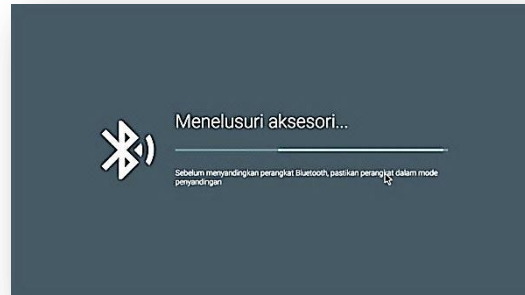 Menelusuri aksesori...
Sebelum menyandingkan perangkat Bluetooth, pastikan perangkat dalam mode
penyandingan